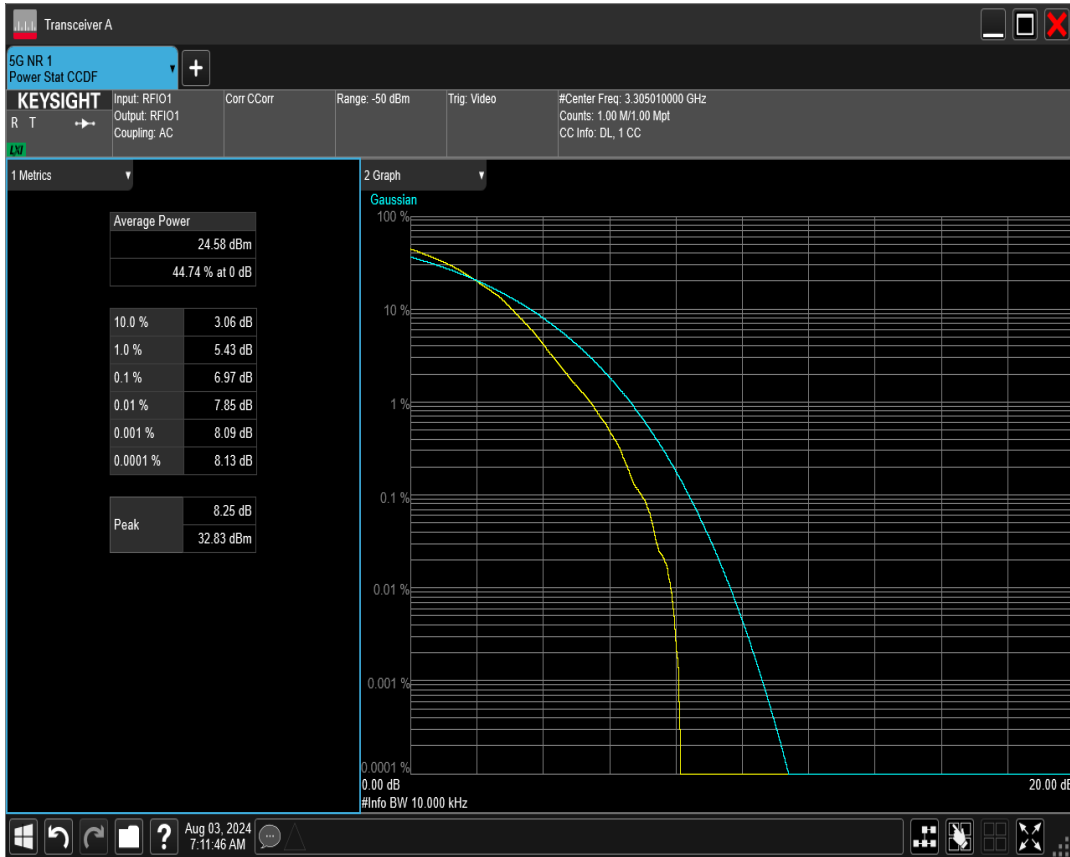 Transceiver A
5G NR 1
Power Stat CCDF
+
KEYSIGHT
R T
LXI
Input: RFIO1
Output: RFIO1
Coupling: AC
Corr CCorr
Range: -50 dBm
Trig: Video
#Center Freq: 3.305010000 GHz
Counts: 1.00 M/1.00 Mpt
CC Info: DL, 1 CC
1 Metrics
Average Power
24.58 dBm
44.74 % at 0 dB
10.0 % 3.06 dB
1.0 % 5.43 dB
0.1 % 6.97 dB
0.01 % 7.85 dB
0.001 % 8.09 dB
0.0001 % 8.13 dB
Peak 8.25 dB
32.83 dBm
2 Graph
Gaussian
100 %
10 %
1 %
0.1 %
0.01 %
0.001 %
0.0001 %
0.00 dB 20.00 dB
#Info BW 10.000 kHz
?
Aug 03, 2024
7:11:46 AM